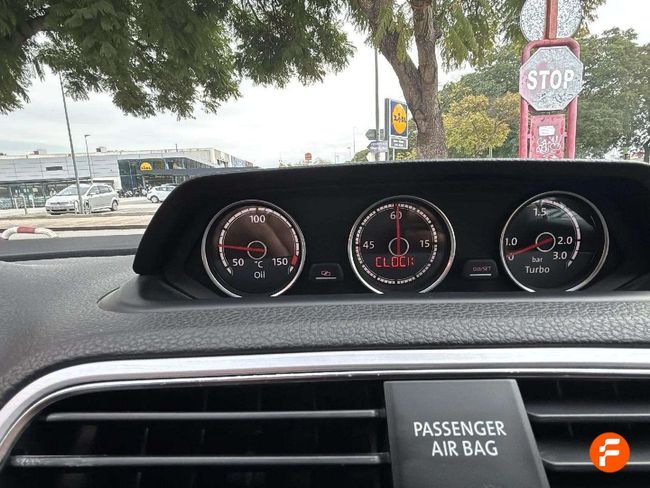 STOP
LIDL
100
50
150
°C
Oil
60
45
15
CLOCK
1.5
1.0
2.0
0
3.0
bar
Turbo
PASSENGER
AIR BAG